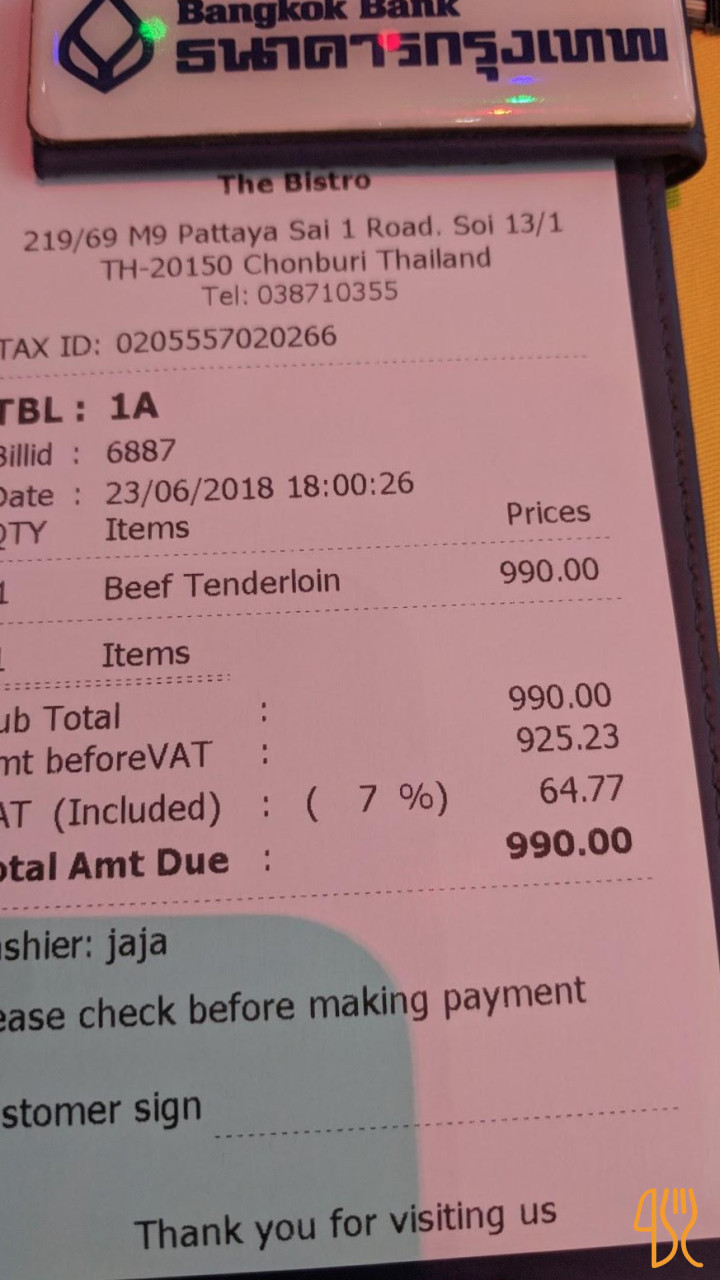 Bangkok Bank
ธนาคารกรุงเทพ
The Bistro
219/69 M9 Pattaya Sai 1 Road. Soi 13/1
TH-20150 Chonburi Thailand
Tel: 038710355
TAX ID: 0205557020266
TBL : 1A
Billid : 6887
Date : 23/06/2018 18:00:26
QTY Items Prices
1 Beef Tenderloin 990.00
1 Items
ub Total : 990.00
mt beforeVAT : 925.23
AT (Included) : ( 7 %) 64.77
otal Amt Due : 990.00
shier: jaja
ease check before making payment
stomer sign
Thank you for visiting us